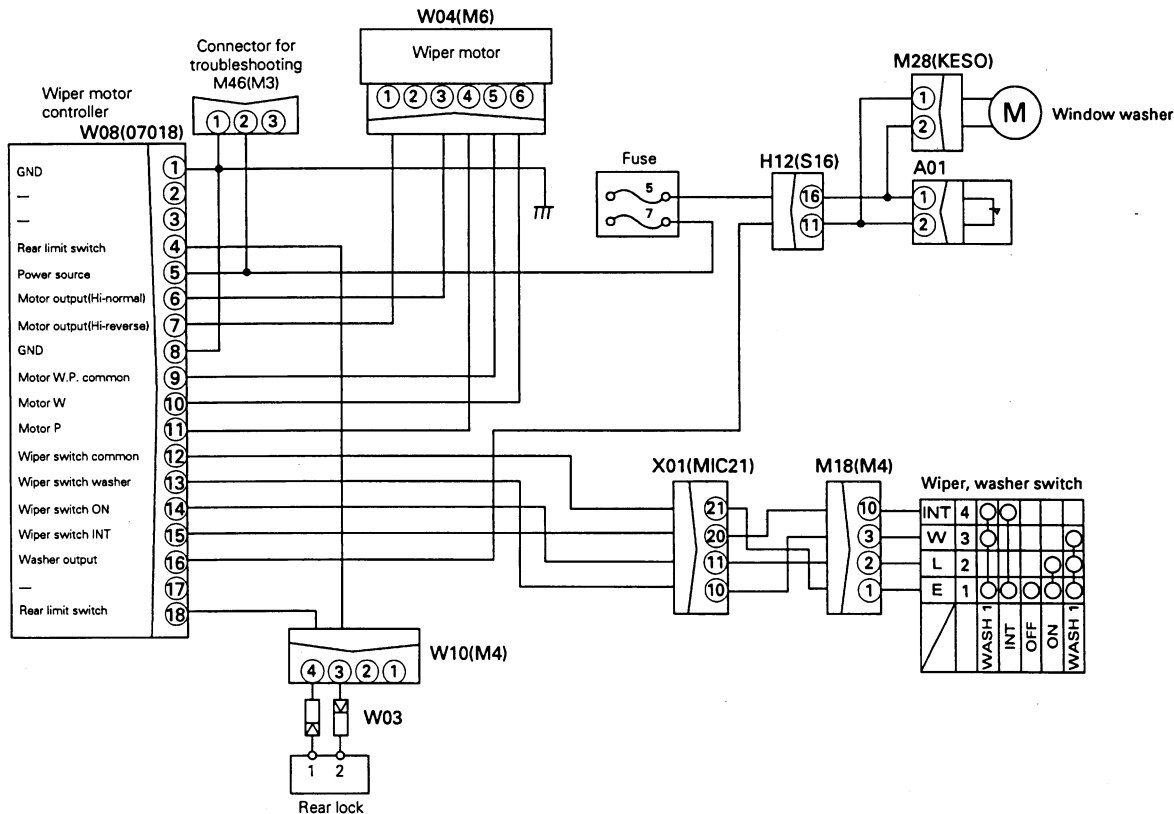 W04(M6)
Wiper motor
1 2 3 4 5 6
Connector for
troubleshooting
M46(M3)
1 2 3
Wiper motor
controller
W08(07018)
GND 1
— 2
— 3
Rear limit switch 4
Power source 5
Motor output(Hi-normal) 6
Motor output(Hi-reverse) 7
GND 8
Motor W.P. common 9
Motor W 10
Motor P 11
Wiper switch common 12
Wiper switch washer 13
Wiper switch ON 14
Wiper switch INT 15
Washer output 16
— 17
Rear limit switch 18
Fuse
5
7
H12(S16)
16
11
M28(KESO)
1
2
M
Window washer
A01
1
2
X01(MIC21)
21
20
11
10
M18(M4)
10
3
2
1
Wiper, washer switch
INT 4
W 3
L 2
E 1
WASH 1
INT
OFF
ON
WASH 1
W10(M4)
4 3 2 1
W03
1 2
Rear lock